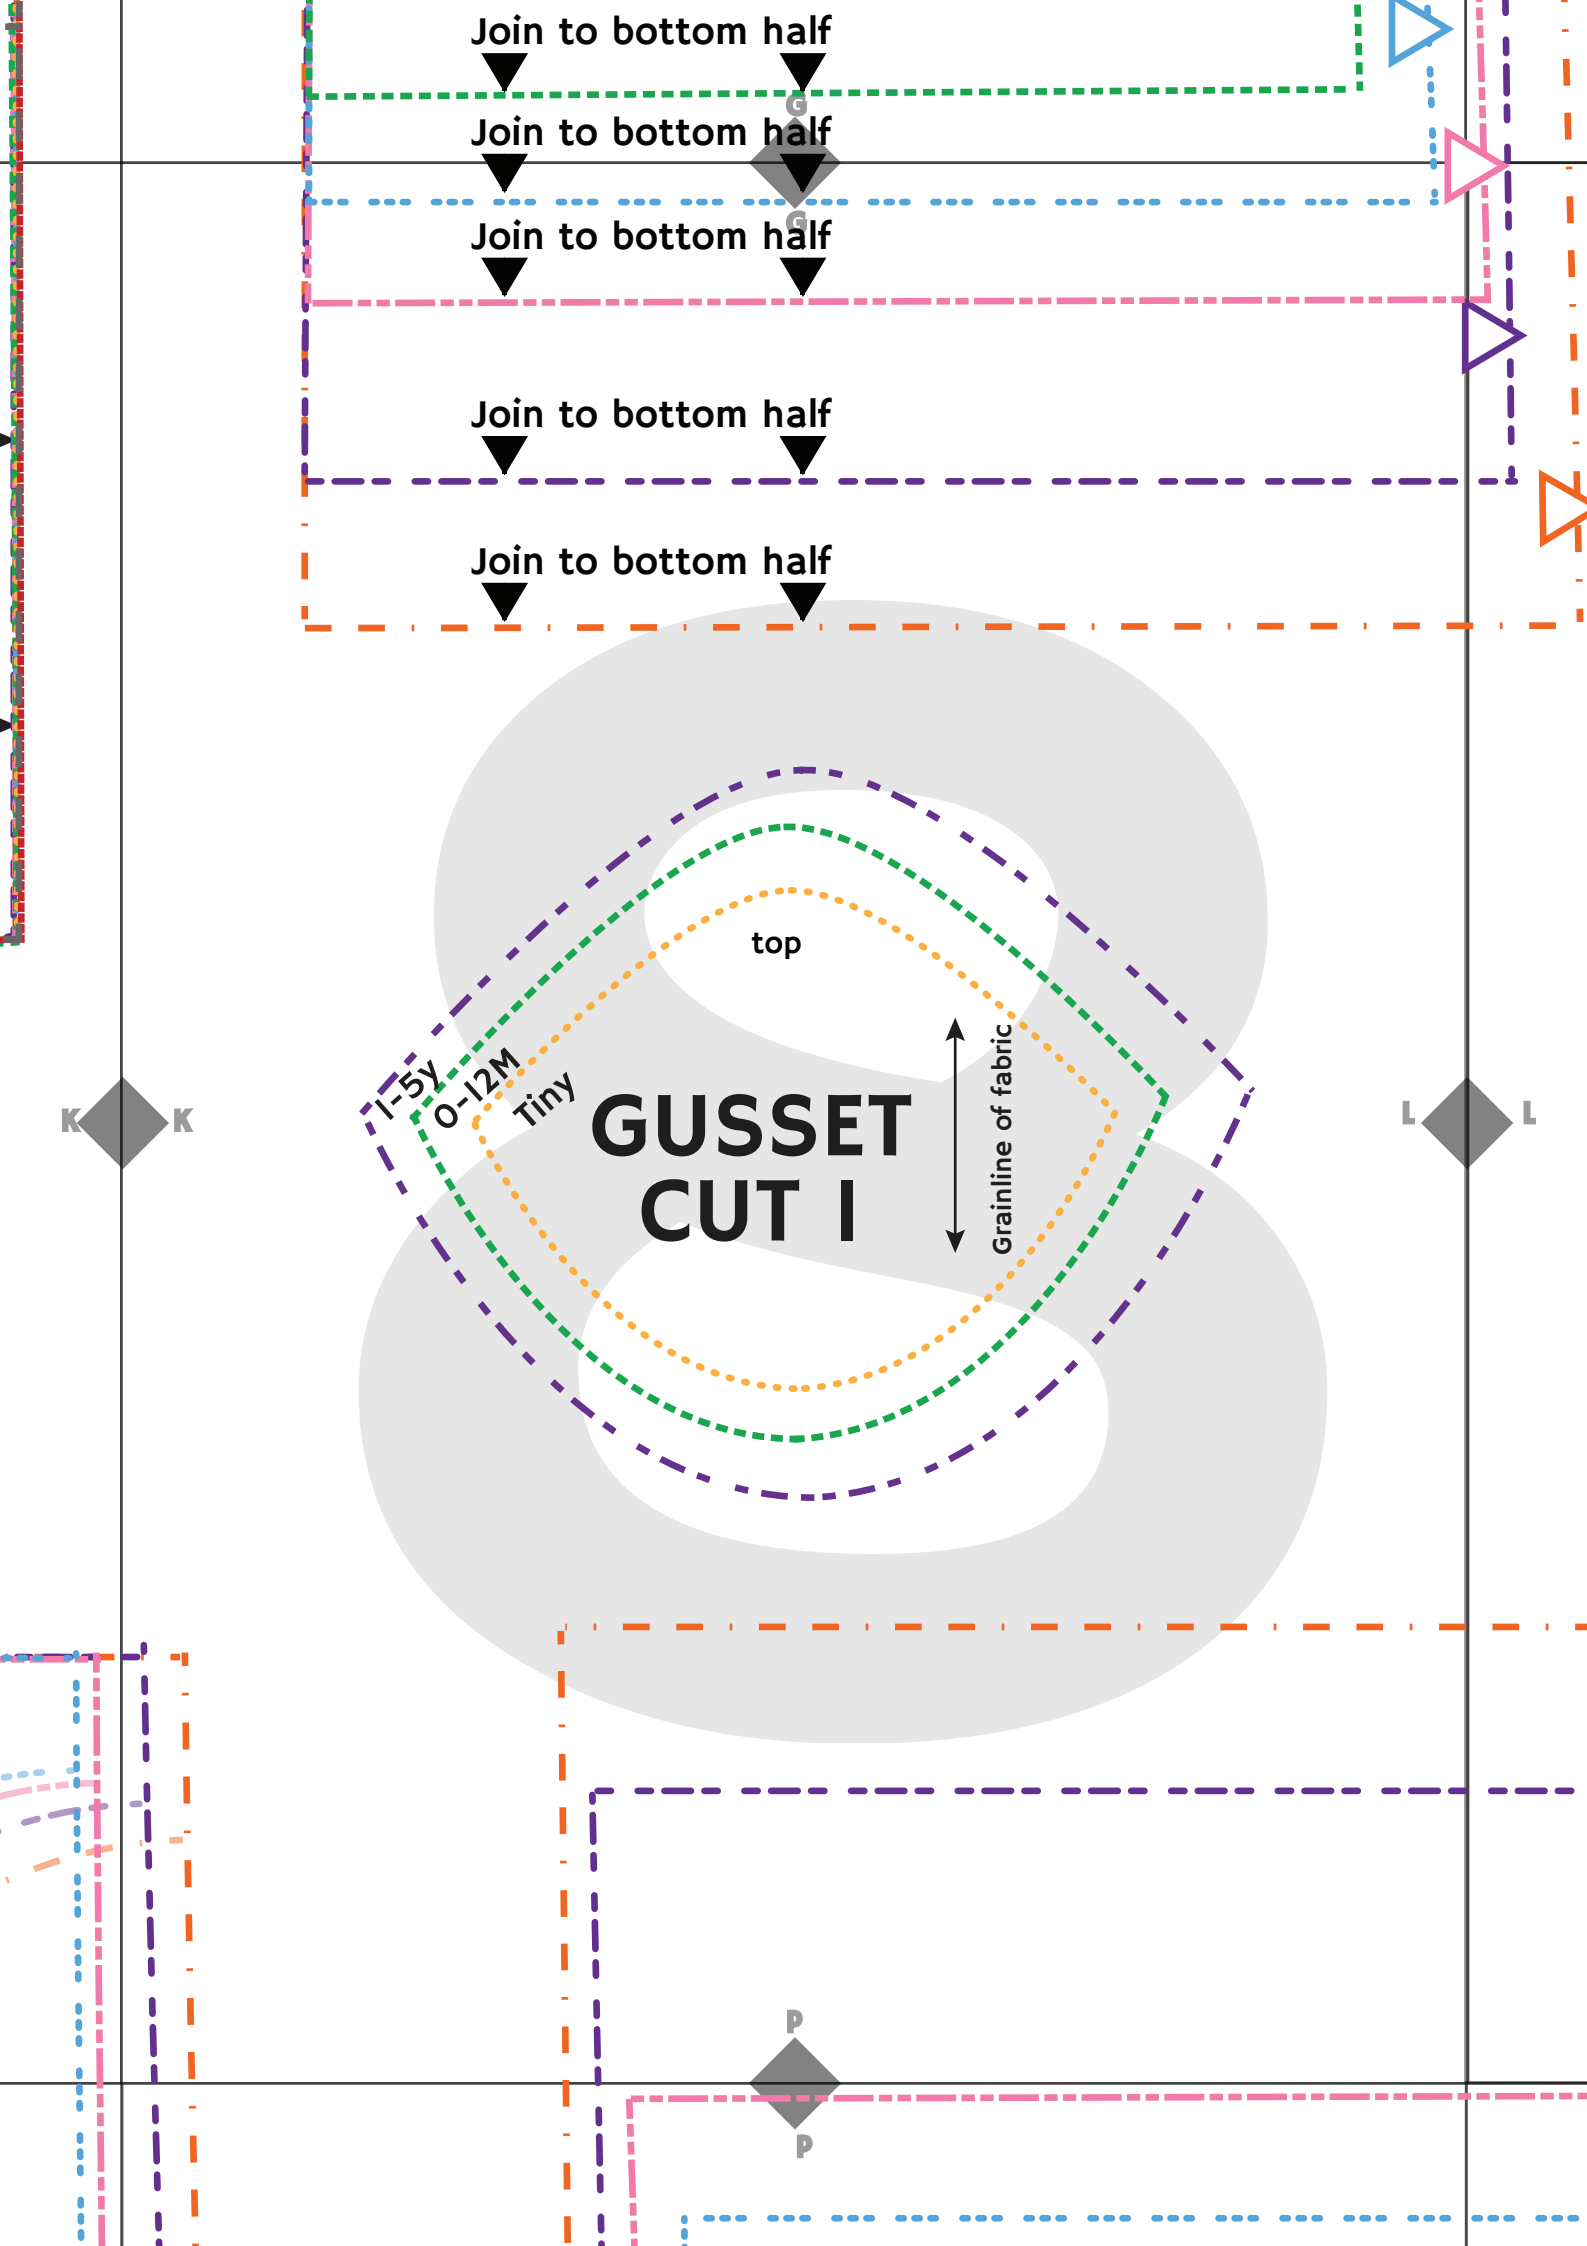 Join to bottom half
G
Join to bottom half
G
Join to bottom half
Join to bottom half
Join to bottom half
8
top
1-5y
0-12M
Tiny
GUSSET
CUT 1
Grainline of fabric
K K
L L
P
P